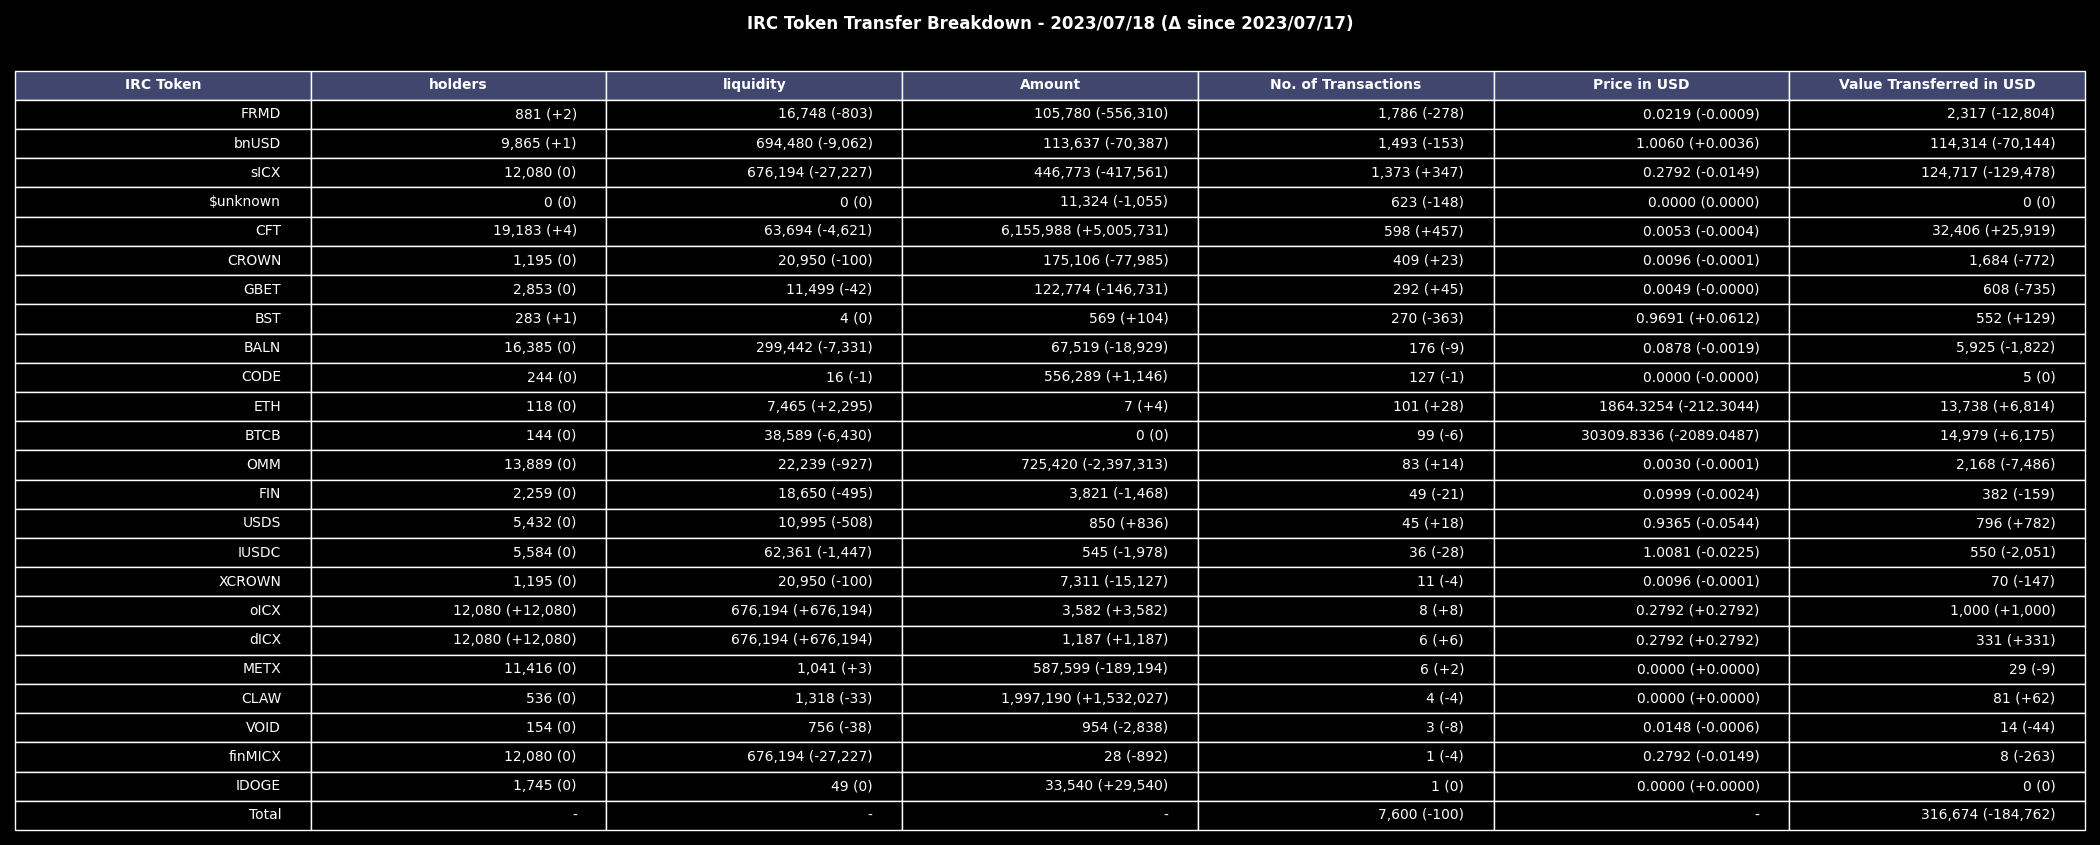 IRC Token Transfer Breakdown - 2023/07/18 (Δ since 2023/07/17)
IRC Token holders liquidity Amount No. of Transactions Price in USD Value Transferred in USD
FRMD 881 (+2) 16,748 (-803) 105,780 (-556,310) 1,786 (-278) 0.0219 (-0.0009) 2,317 (-12,804)
bnUSD 9,865 (+1) 694,480 (-9,062) 113,637 (-70,387) 1,493 (-153) 1.0060 (+0.0036) 114,314 (-70,144)
sICX 12,080 (0) 676,194 (-27,227) 446,773 (-417,561) 1,373 (+347) 0.2792 (-0.0149) 124,717 (-129,478)
$unknown 0 (0) 0 (0) 11,324 (-1,055) 623 (-148) 0.0000 (0.0000) 0 (0)
CFT 19,183 (+4) 63,694 (-4,621) 6,155,988 (+5,005,731) 598 (+457) 0.0053 (-0.0004) 32,406 (+25,919)
CROWN 1,195 (0) 20,950 (-100) 175,106 (-77,985) 409 (+23) 0.0096 (-0.0001) 1,684 (-772)
GBET 2,853 (0) 11,499 (-42) 122,774 (-146,731) 292 (+45) 0.0049 (-0.0000) 608 (-735)
BST 283 (+1) 4 (0) 569 (+104) 270 (-363) 0.9691 (+0.0612) 552 (+129)
BALN 16,385 (0) 299,442 (-7,331) 67,519 (-18,929) 176 (-9) 0.0878 (-0.0019) 5,925 (-1,822)
CODE 244 (0) 16 (-1) 556,289 (+1,146) 127 (-1) 0.0000 (-0.0000) 5 (0)
ETH 118 (0) 7,465 (+2,295) 7 (+4) 101 (+28) 1864.3254 (-212.3044) 13,738 (+6,814)
BTCB 144 (0) 38,589 (-6,430) 0 (0) 99 (-6) 30309.8336 (-2089.0487) 14,979 (+6,175)
OMM 13,889 (0) 22,239 (-927) 725,420 (-2,397,313) 83 (+14) 0.0030 (-0.0001) 2,168 (-7,486)
FIN 2,259 (0) 18,650 (-495) 3,821 (-1,468) 49 (-21) 0.0999 (-0.0024) 382 (-159)
USDS 5,432 (0) 10,995 (-508) 850 (+836) 45 (+18) 0.9365 (-0.0544) 796 (+782)
IUSDC 5,584 (0) 62,361 (-1,447) 545 (-1,978) 36 (-28) 1.0081 (-0.0225) 550 (-2,051)
XCROWN 1,195 (0) 20,950 (-100) 7,311 (-15,127) 11 (-4) 0.0096 (-0.0001) 70 (-147)
oICX 12,080 (+12,080) 676,194 (+676,194) 3,582 (+3,582) 8 (+8) 0.2792 (+0.2792) 1,000 (+1,000)
dICX 12,080 (+12,080) 676,194 (+676,194) 1,187 (+1,187) 6 (+6) 0.2792 (+0.2792) 331 (+331)
METX 11,416 (0) 1,041 (+3) 587,599 (-189,194) 6 (+2) 0.0000 (+0.0000) 29 (-9)
CLAW 536 (0) 1,318 (-33) 1,997,190 (+1,532,027) 4 (-4) 0.0000 (+0.0000) 81 (+62)
VOID 154 (0) 756 (-38) 954 (-2,838) 3 (-8) 0.0148 (-0.0006) 14 (-44)
finMICX 12,080 (0) 676,194 (-27,227) 28 (-892) 1 (-4) 0.2792 (-0.0149) 8 (-263)
IDOGE 1,745 (0) 49 (0) 33,540 (+29,540) 1 (0) 0.0000 (+0.0000) 0 (0)
Total - - - 7,600 (-100) - 316,674 (-184,762)